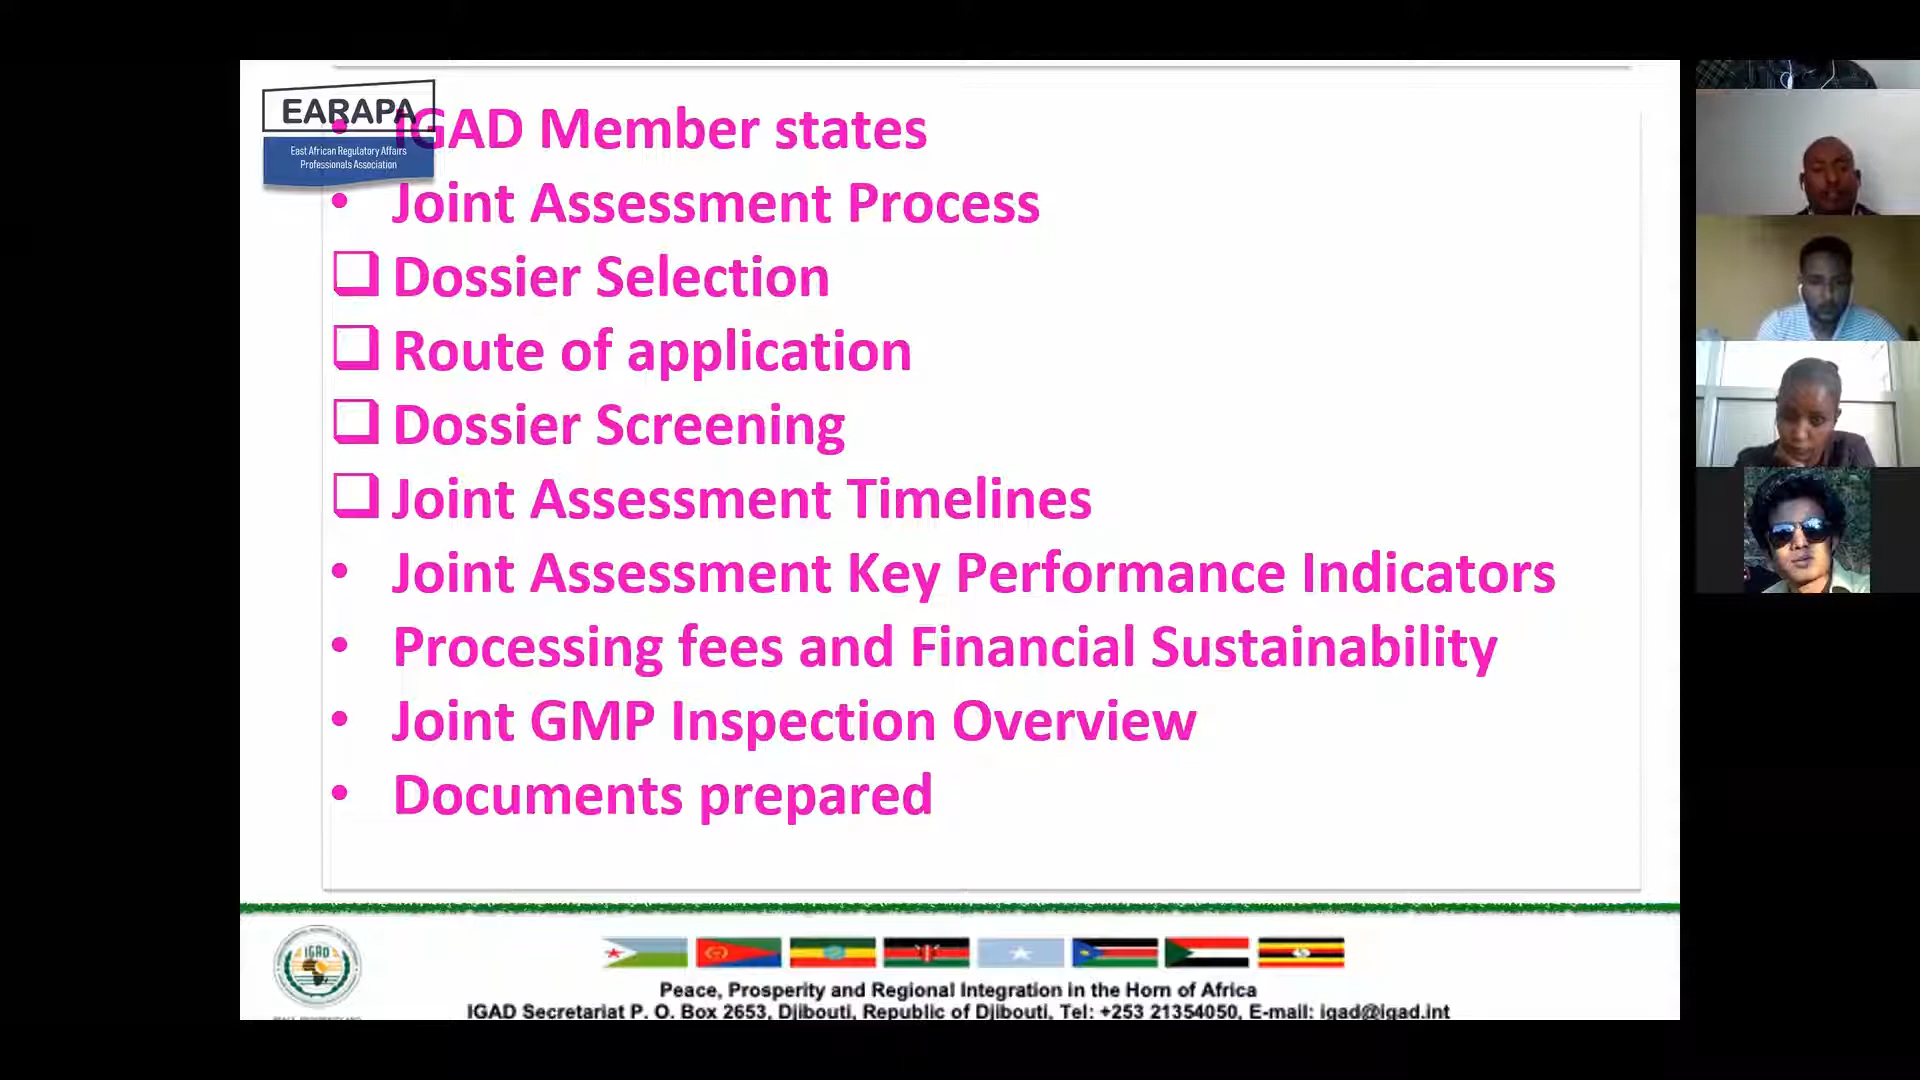 EARAPA
East African Regulatory Affairs
Professionals Association
• IGAD Member states
• Joint Assessment Process
❑ Dossier Selection
❑ Route of application
❑ Dossier Screening
❑ Joint Assessment Timelines
• Joint Assessment Key Performance Indicators
• Processing fees and Financial Sustainability
• Joint GMP Inspection Overview
• Documents prepared
IGAD
Peace, Prosperity and Regional Integration in the Horn of Africa
IGAD Secretariat P. O. Box 2653, Djibouti, Republic of Djibouti, Tel: +253 21354050, E-mail: igad@igad.int